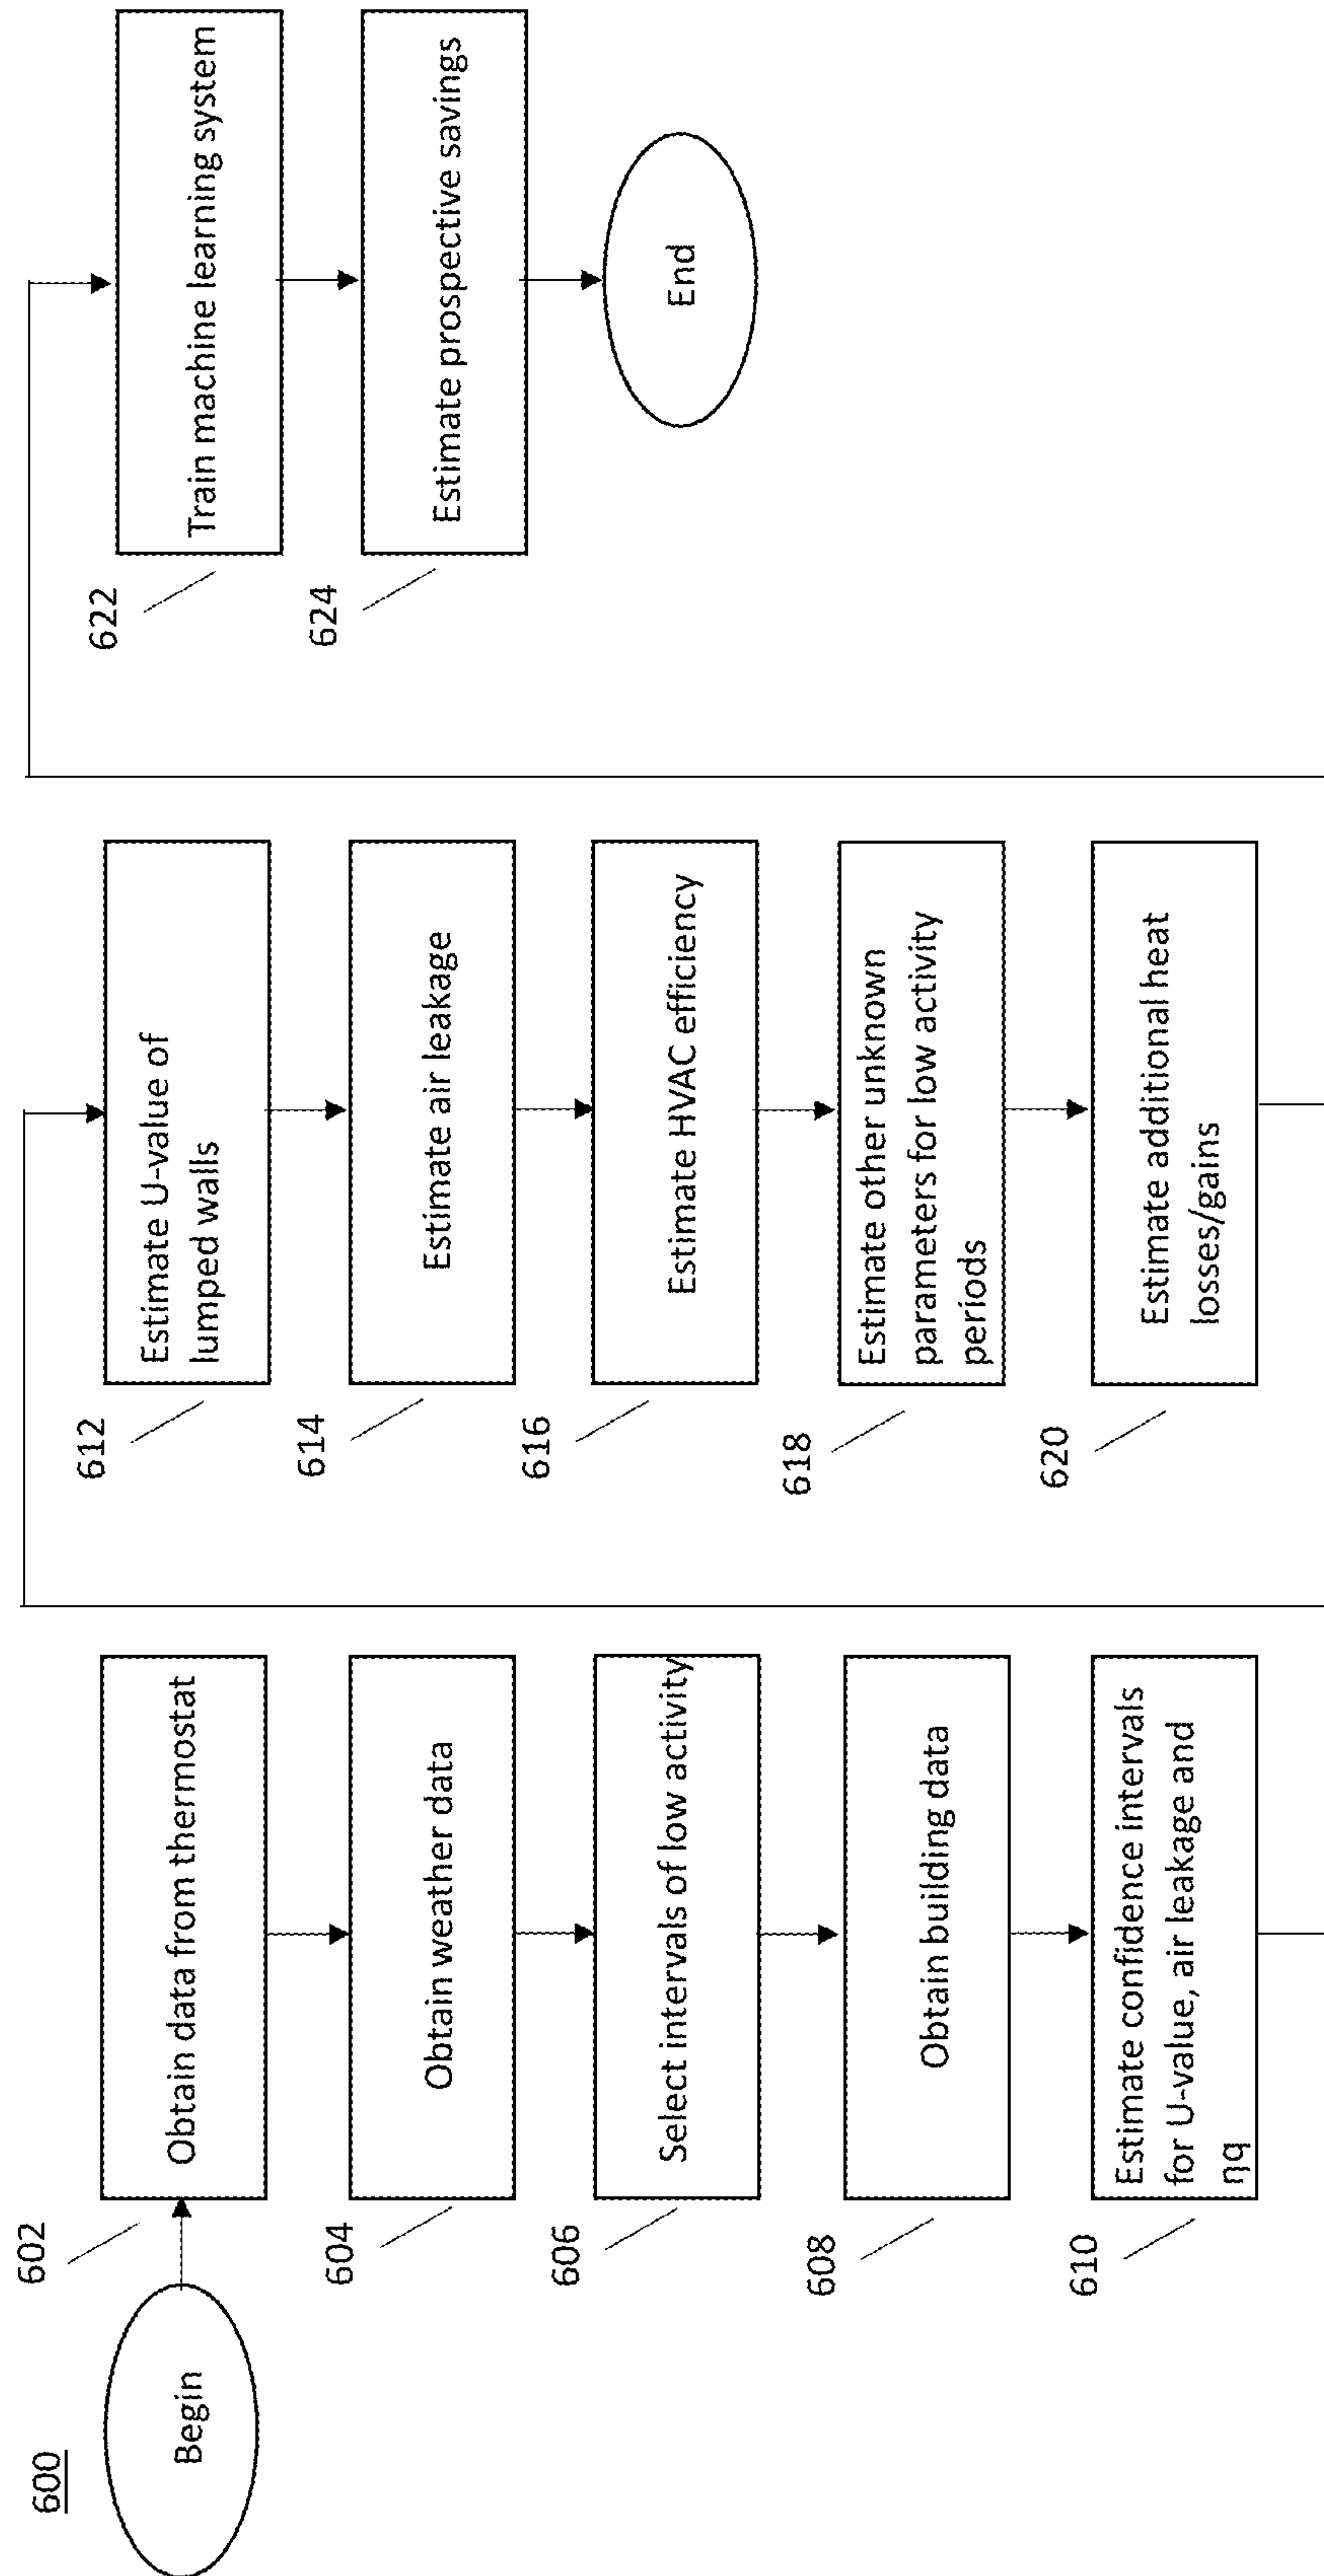 600
Begin
602
Obtain data from thermostat
604
Obtain weather data
606
Select intervals of low activity
608
Obtain building data
610
Estimate confidence intervals
for U-value, air leakage and
ηq
612
Estimate U-value of
lumped walls
614
Estimate air leakage
616
Estimate HVAC efficiency
618
Estimate other unknown
parameters for low activity
periods
620
Estimate additional heat
losses/gains
622
Train machine learning system
624
Estimate prospective savings
End